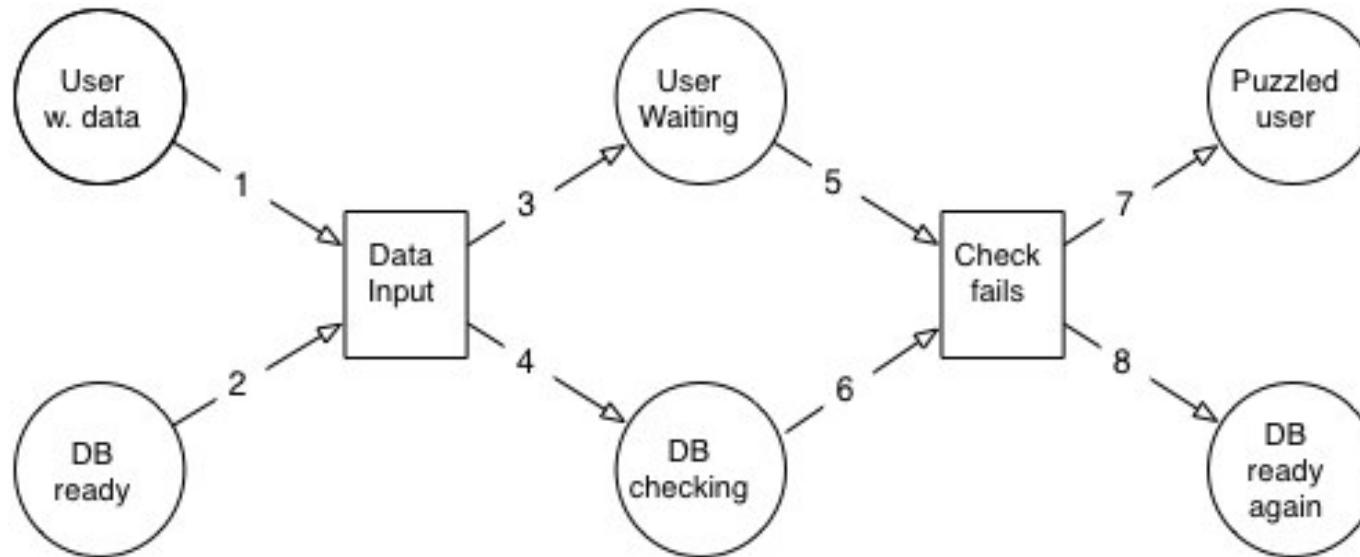 User
w. data
User
Waiting
Puzzled
user
1
3
5
7
Data
Input
Check
fails
2
4
6
8
DB
ready
DB
checking
DB
ready
again